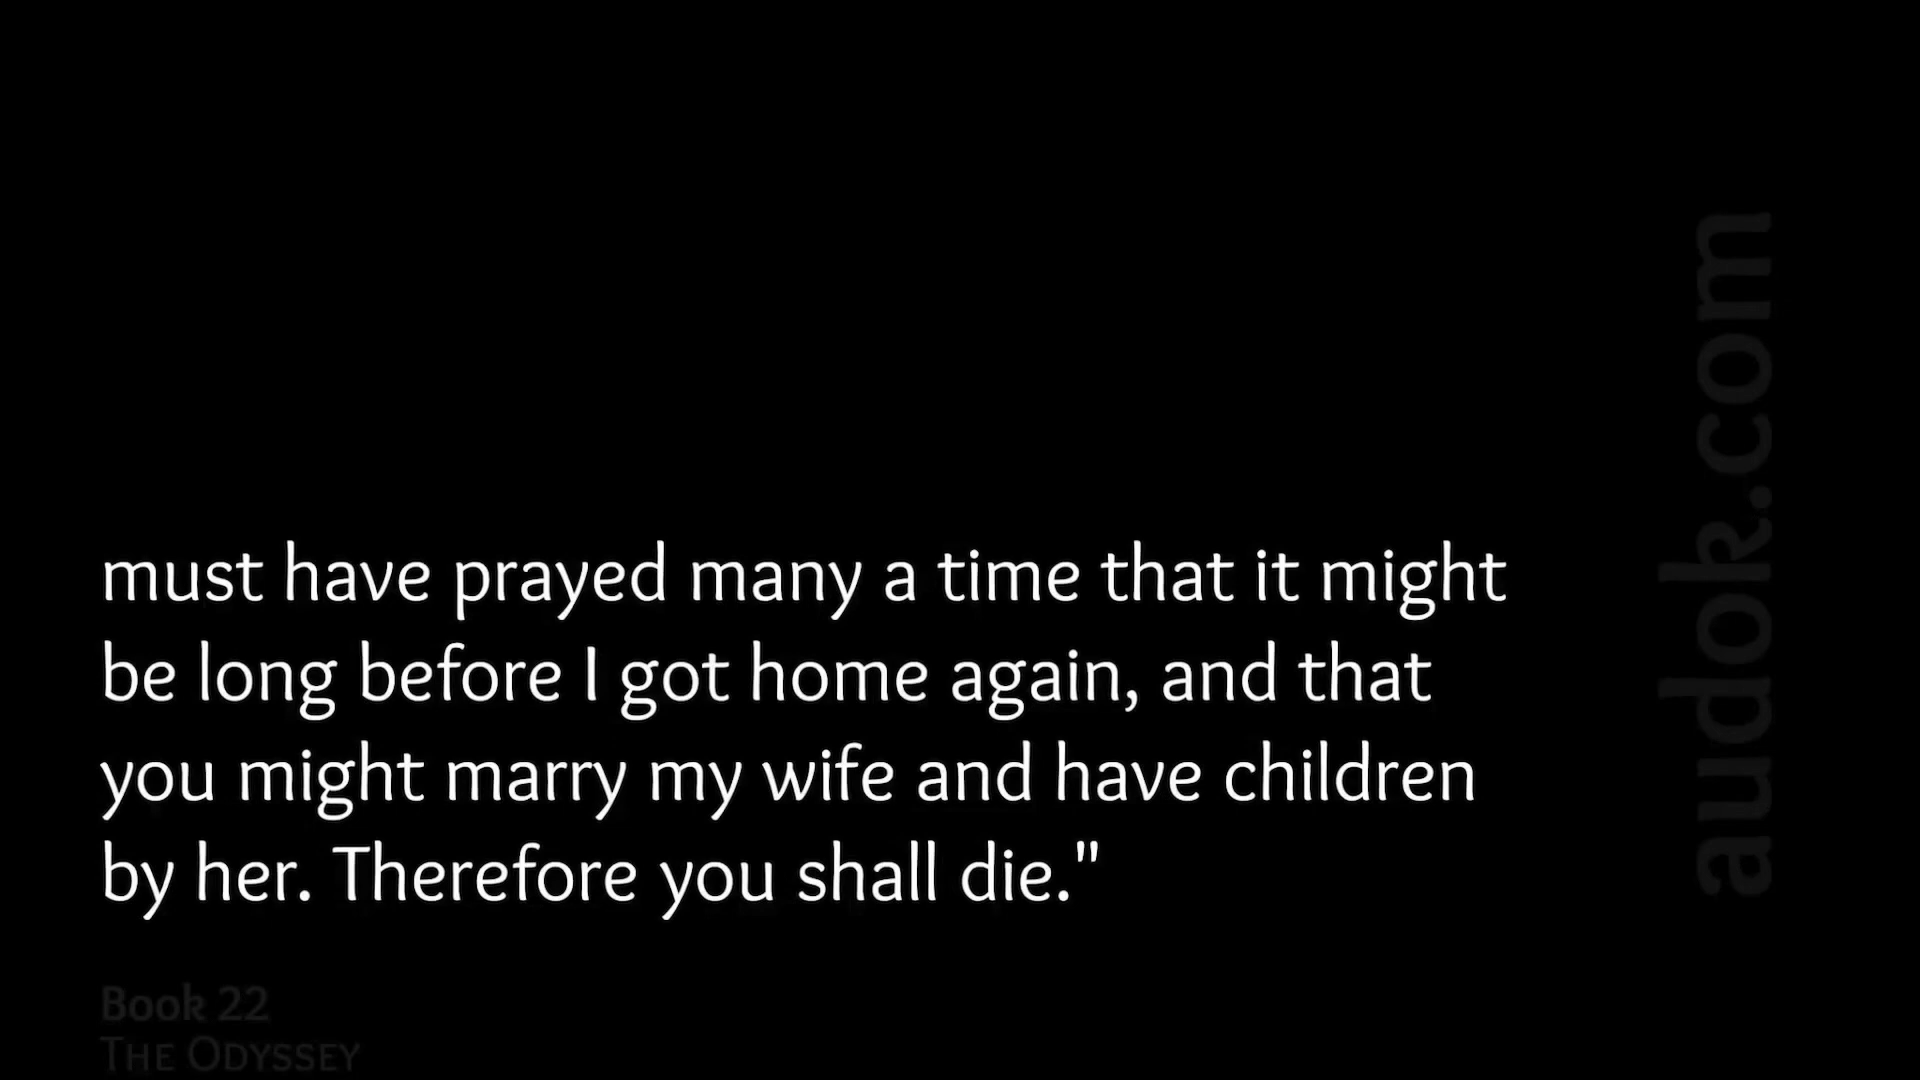 must have prayed many a time that it might
be long before I got home again, and that
you might marry my wife and have children
by her. Therefore you shall die."
Book 22
THE ODYSSEY
audok.com